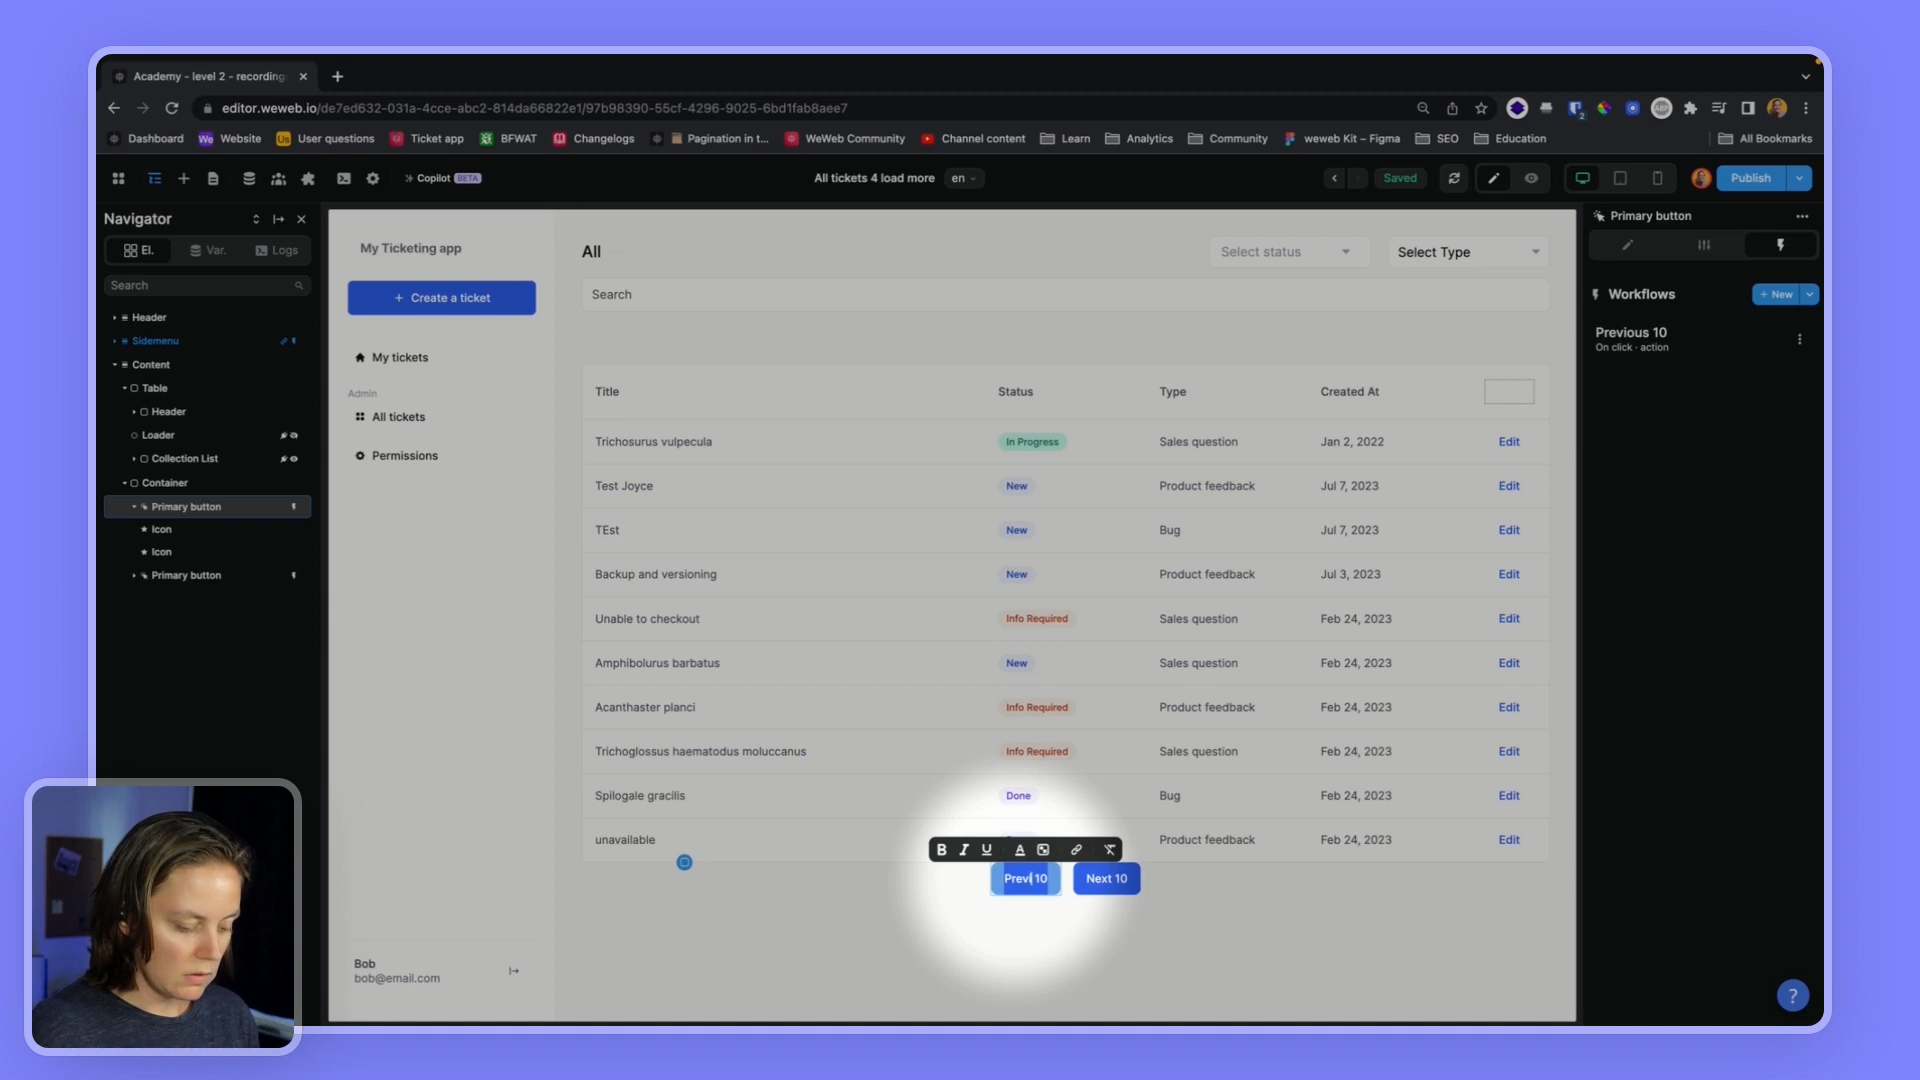 Academy - level 2 - recording
editor.weweb.io/de7ed632-031a-4cce-abc2-814da66822e1/97b98390-55cf-4296-9025-6bd1fab8aee7
Dashboard
We Website
Us User questions
Ticket app
BFWAT
Changelogs
Pagination in t...
WeWeb Community
Channel content
Learn
Analytics
Community
weweb Kit – Figma
SEO
Education
All Bookmarks
Copilot BETA
All tickets 4 load more
en
Saved
Publish
Navigator
El.
Var.
Logs
Search
Header
Sidemenu
Content
Table
Header
Loader
Collection List
Container
Primary button
Icon
Icon
Primary button
My Ticketing app
+ Create a ticket
My tickets
Admin
All tickets
Permissions
Bob
bob@email.com
All
Select status
Select Type
Search
Title Status Type Created At
Trichosurus vulpecula In Progress Sales question Jan 2, 2022 Edit
Test Joyce New Product feedback Jul 7, 2023 Edit
TEst New Bug Jul 7, 2023 Edit
Backup and versioning New Product feedback Jul 3, 2023 Edit
Unable to checkout Info Required Sales question Feb 24, 2023 Edit
Amphibolurus barbatus New Sales question Feb 24, 2023 Edit
Acanthaster planci Info Required Product feedback Feb 24, 2023 Edit
Trichoglossus haematodus moluccanus Info Required Product feedback Feb 24, 2023 Edit
Spilogale gracilis Done Bug Feb 24, 2023 Edit
unavailable Product feedback Feb 24, 2023 Edit
B I U A
Previ 10
Next 10
Primary button
Workflows
+ New
Previous 10
On click - action
?